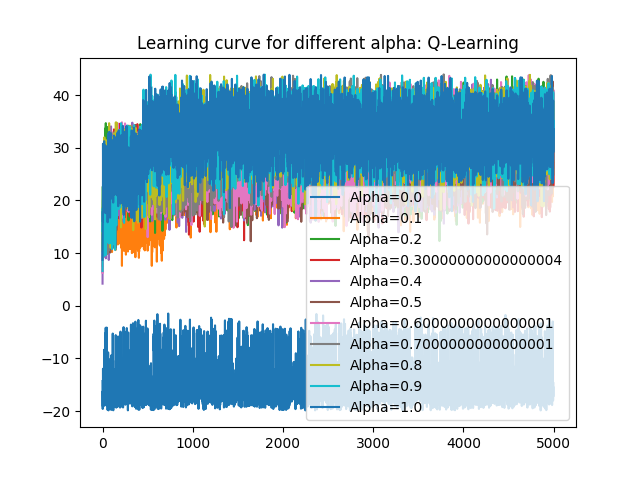 Learning curve for different alpha: Q-Learning
40
30
20
10
0
−10
−20
0
1000
2000
3000
4000
5000
Alpha=0.0
Alpha=0.1
Alpha=0.2
Alpha=0.30000000000000004
Alpha=0.4
Alpha=0.5
Alpha=0.6000000000000001
Alpha=0.7000000000000001
Alpha=0.8
Alpha=0.9
Alpha=1.0